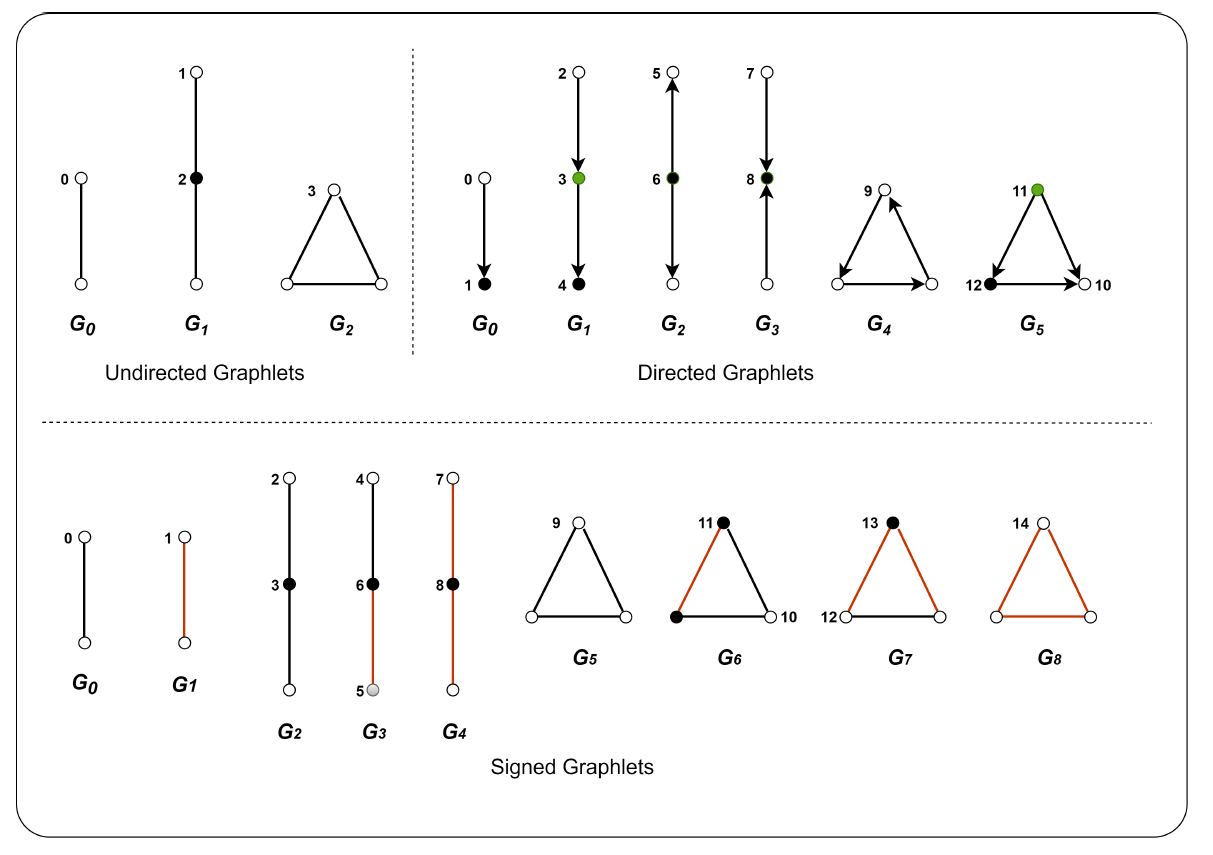 1
2
0
3
G0
G1
G2
Undirected Graphlets
2
5
7
0
3
6
8
9
11
1
4
12
10
G0
G1
G2
G3
G4
G5
Directed Graphlets
2
4
7
0
1
9
11
13
14
3
6
8
10
12
5
G0
G1
G2
G3
G4
G5
G6
G7
G8
Signed Graphlets